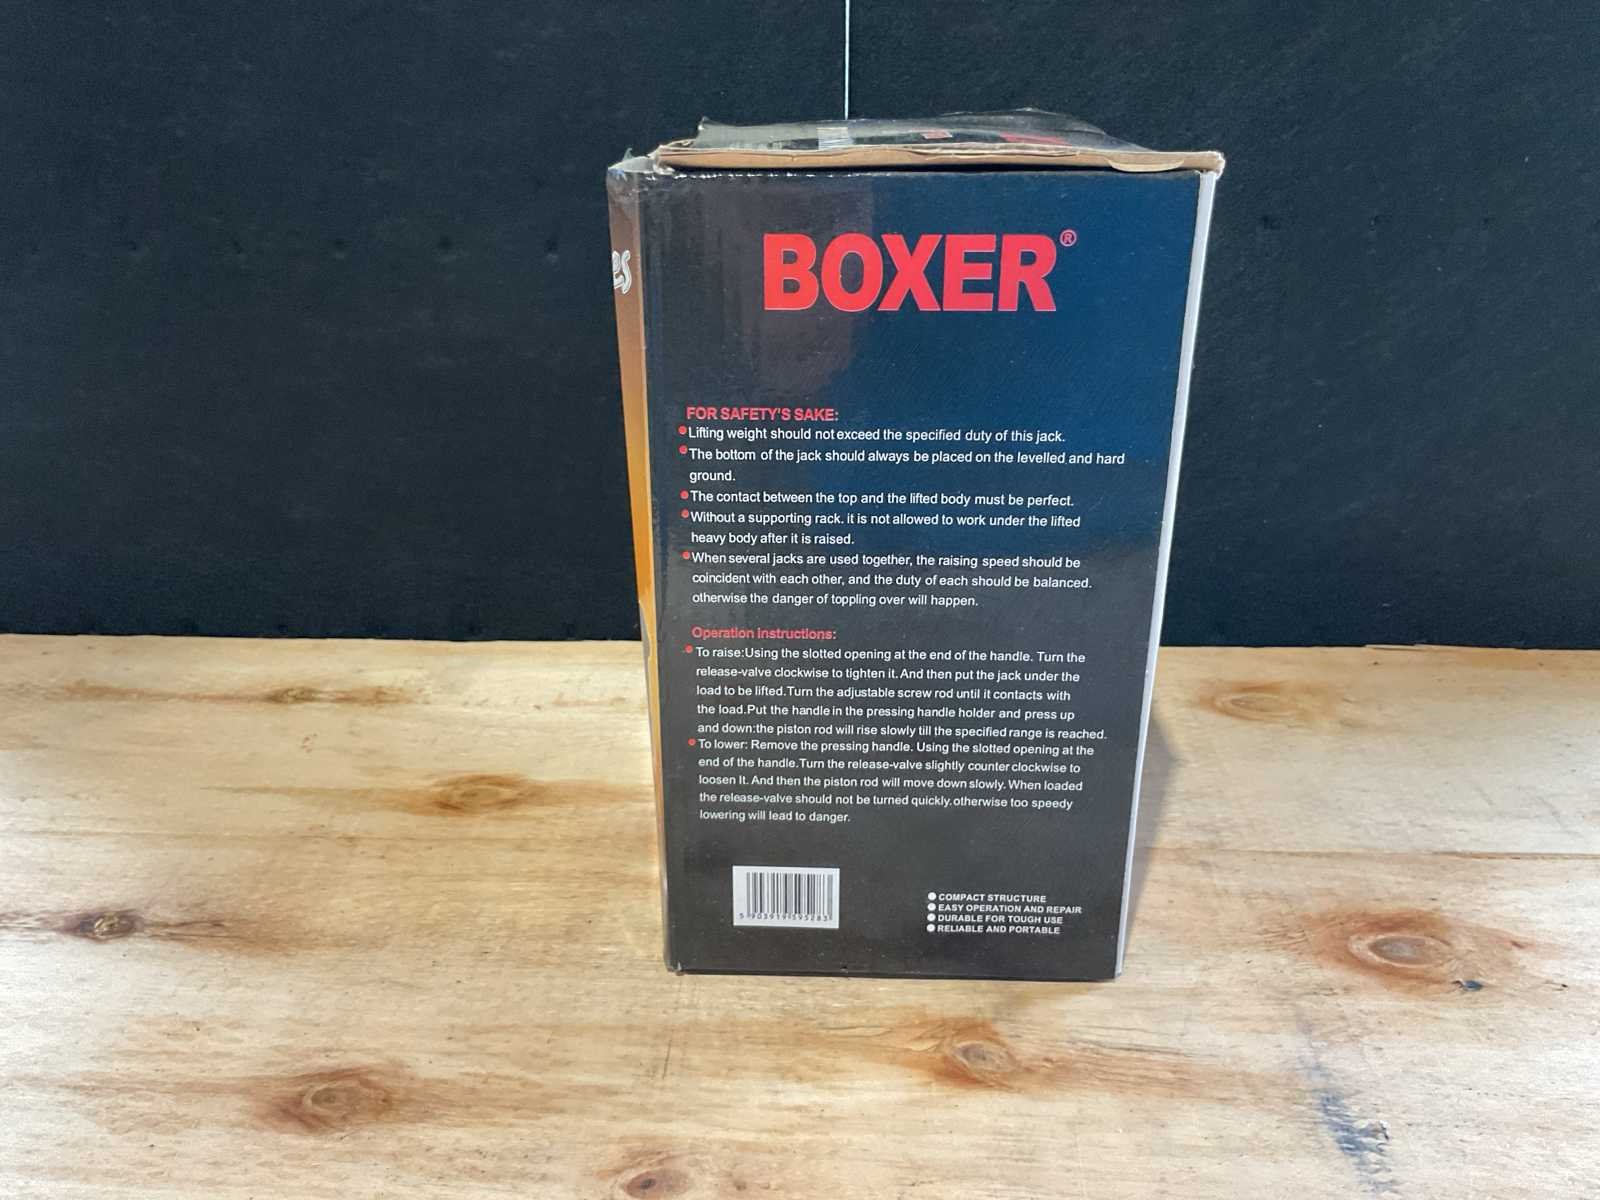 BOXER®
es
FOR SAFETY'S SAKE:
Lifting weight should not exceed the specified duty of this jack.
The bottom of the jack should always be placed on the levelled and hard
ground.
The contact between the top and the lifted body must be perfect.
Without a supporting rack. it is not allowed to work under the lifted
heavy body after it is raised.
When several jacks are used together, the raising speed should be
coincident with each other, and the duty of each should be balanced.
otherwise the danger of toppling over will happen.
Operation instructions:
To raise:Using the slotted opening at the end of the handle. Turn the
release-valve clockwise to tighten it.And then put the jack under the
load to be lifted.Turn the adjustable screw rod until it contacts with
the load.Put the handle in the pressing handle holder and press up
and down:the piston rod will rise slowly till the specified range is reached.
To lower: Remove the pressing handle. Using the slotted opening at the
end of the handle.Turn the release-valve slightly counter clockwise to
loosen It. And then the piston rod will move down slowly. When loaded
the release-valve should not be turned quickly.otherwise too speedy
lowering will lead to danger.
5 903919 595283
COMPACT STRUCTURE
EASY OPERATION AND REPAIR
DURABLE FOR TOUGH USE
RELIABLE AND PORTABLE